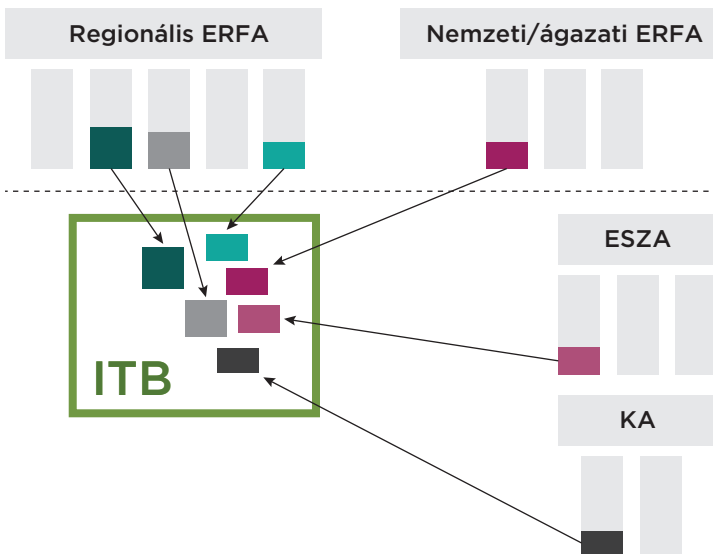 Regionális ERFA
Nemzeti/ágazati ERFA
ESZA
ITB
KA